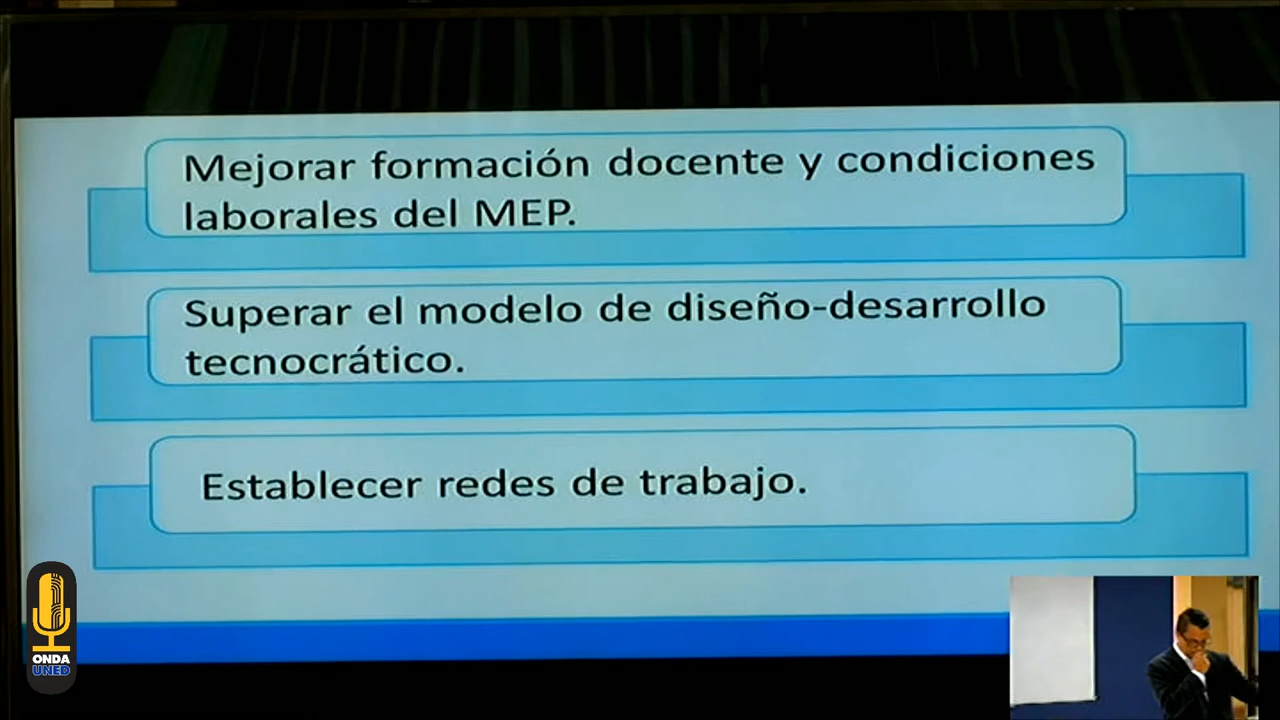 Mejorar formación docente y condiciones
laborales del MEP.
Superar el modelo de diseño-desarrollo
tecnocrático.
Establecer redes de trabajo.
ONDA
UNED